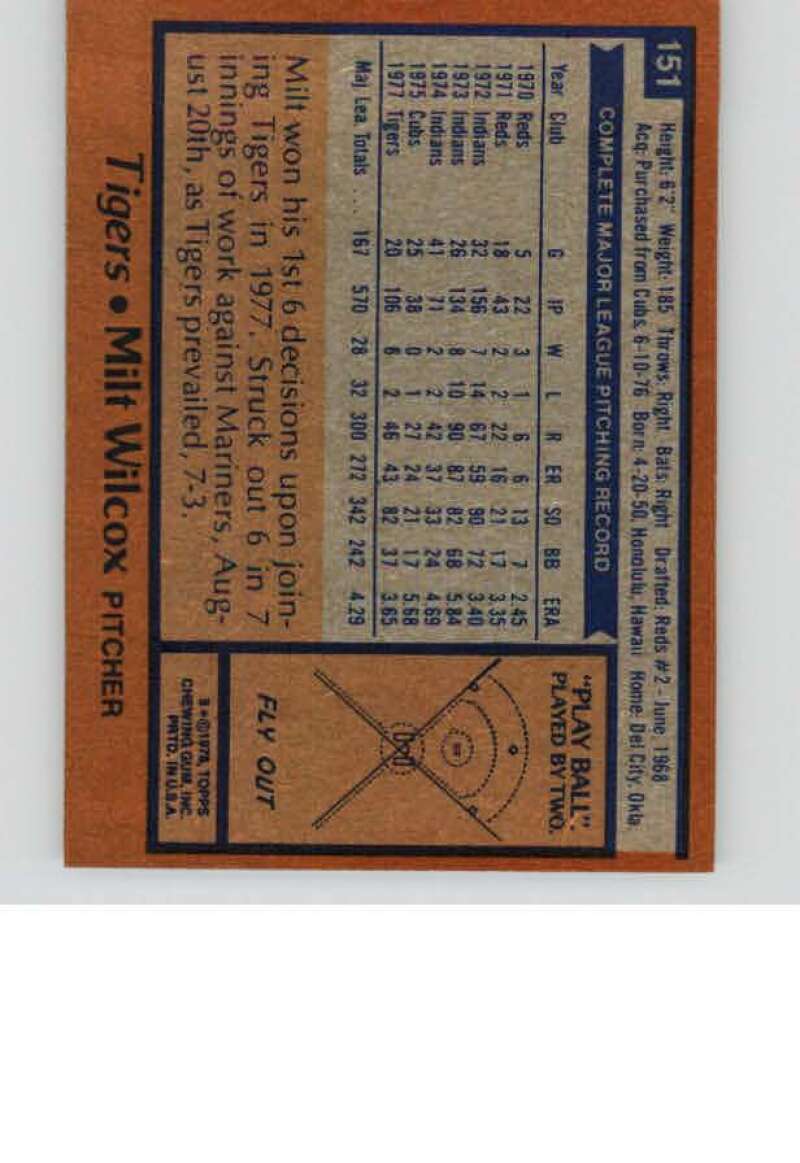 151
Height: 6'2" Weight: 185 Throws: Right Bats: Right Drafted: Reds #2 - June 1968
Acq: Purchased from Cubs, 6-10-76 Born: 4-20-50, Honolulu, Hawaii Home: Del City, Okla.
COMPLETE MAJOR LEAGUE PITCHING RECORD
Year Club G IP W L R ER SO BB ERA
1970 Reds 5 22 3 1 6 6 13 7 2.45
1971 Reds 18 43 2 2 22 16 21 17 3.35
1972 Indians 32 156 7 14 67 59 90 72 3.40
1973 Indians 26 134 8 10 90 87 82 68 5.84
1974 Indians 41 71 2 2 42 37 33 24 4.69
1975 Cubs 25 38 0 1 27 24 21 17 5.68
1977 Tigers 20 106 6 2 46 43 82 37 3.65
Maj. Lea. Totals ... 167 570 28 32 300 272 342 242 4.29
Milt won his 1st 6 decisions upon join-
ing Tigers in 1977. Struck out 6 in 7
innings of work against Mariners, Aug-
ust 20th, as Tigers prevailed, 7-3.
"PLAY BALL"
PLAYED BY TWO.
FLY OUT
©1978, TOPPS
CHEWING GUM, INC.
PRTD. IN U.S.A.
Tigers • Milt Wilcox PITCHER